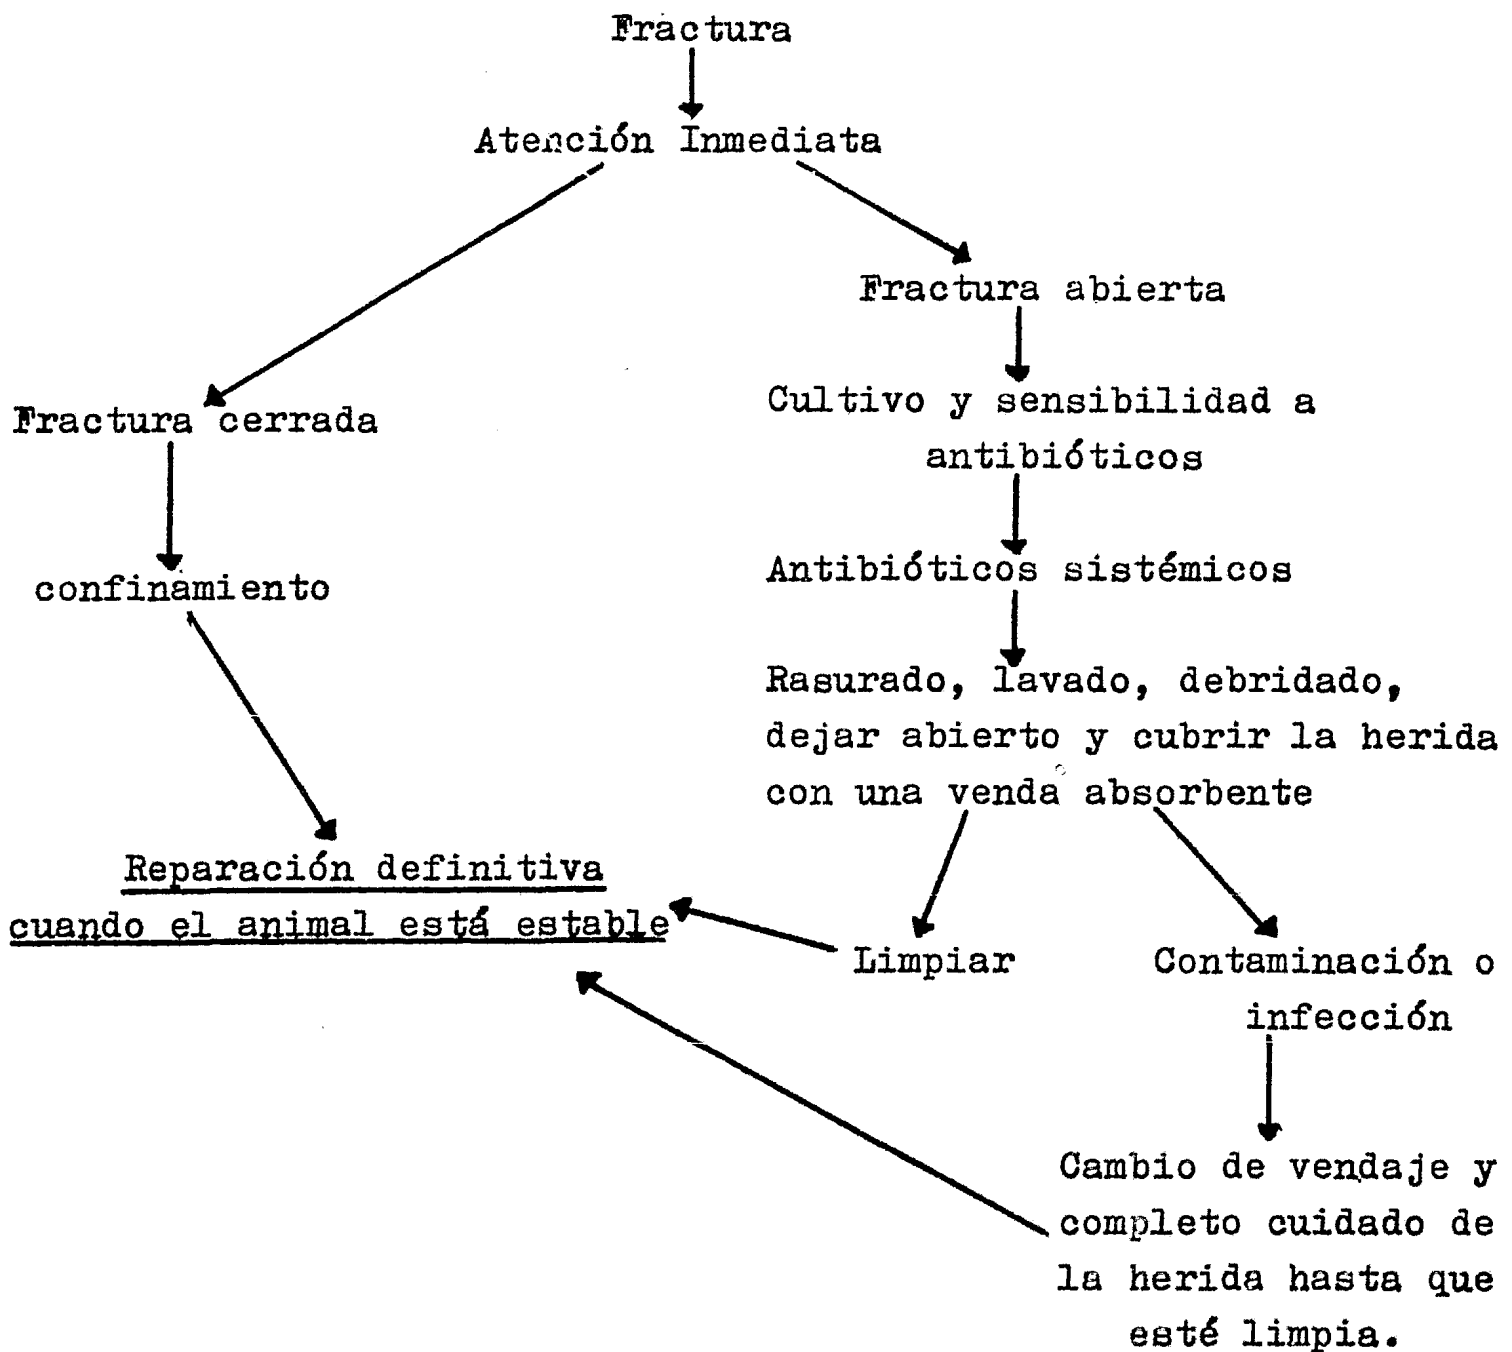 Fractura
Atención Inmediata
Fractura abierta
Cultivo y sensibilidad a
antibióticos
Fractura cerrada
confinamiento
Antibióticos sistémicos
Rasurado, lavado, debridado,
dejar abierto y cubrir la herida
con una venda absorbente
Reparación definitiva
cuando el animal está estable
Limpiar
Contaminación o
infección
Cambio de vendaje y
completo cuidado de
la herida hasta que
esté limpia.